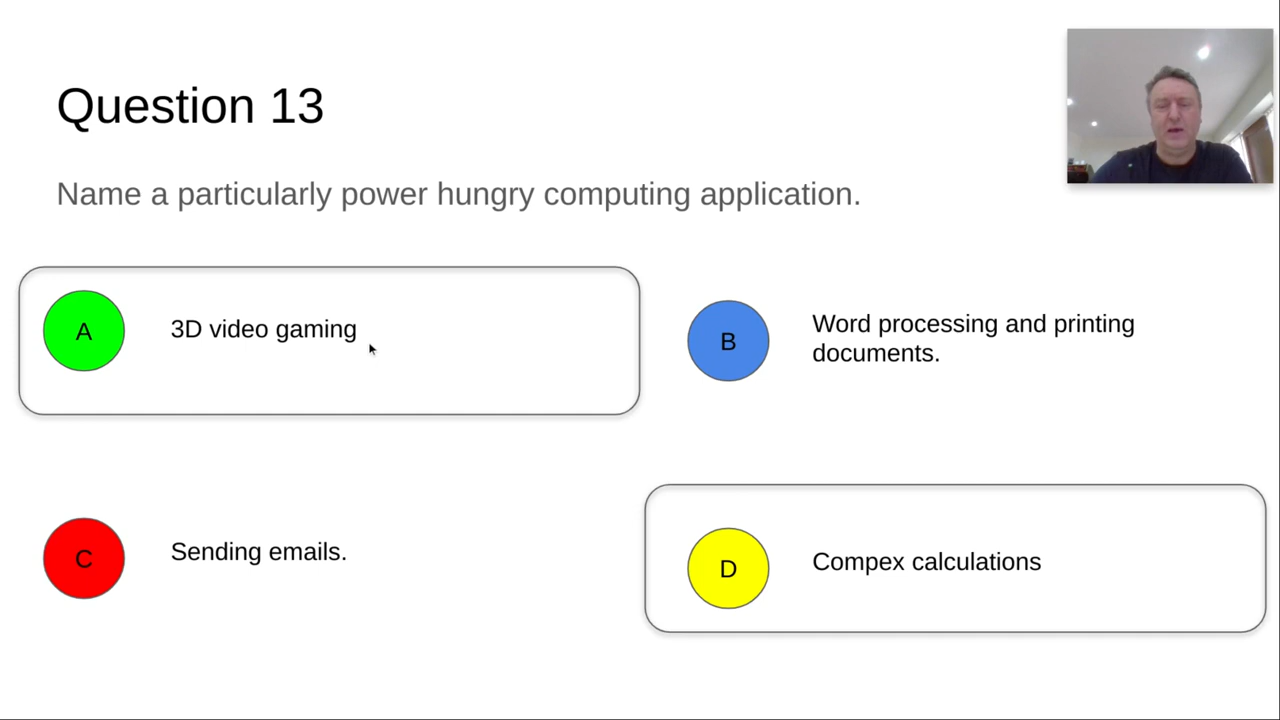 Question 13
Name a particularly power hungry computing application.
A
3D video gaming
B
Word processing and printing
documents.
C
Sending emails.
D
Compex calculations